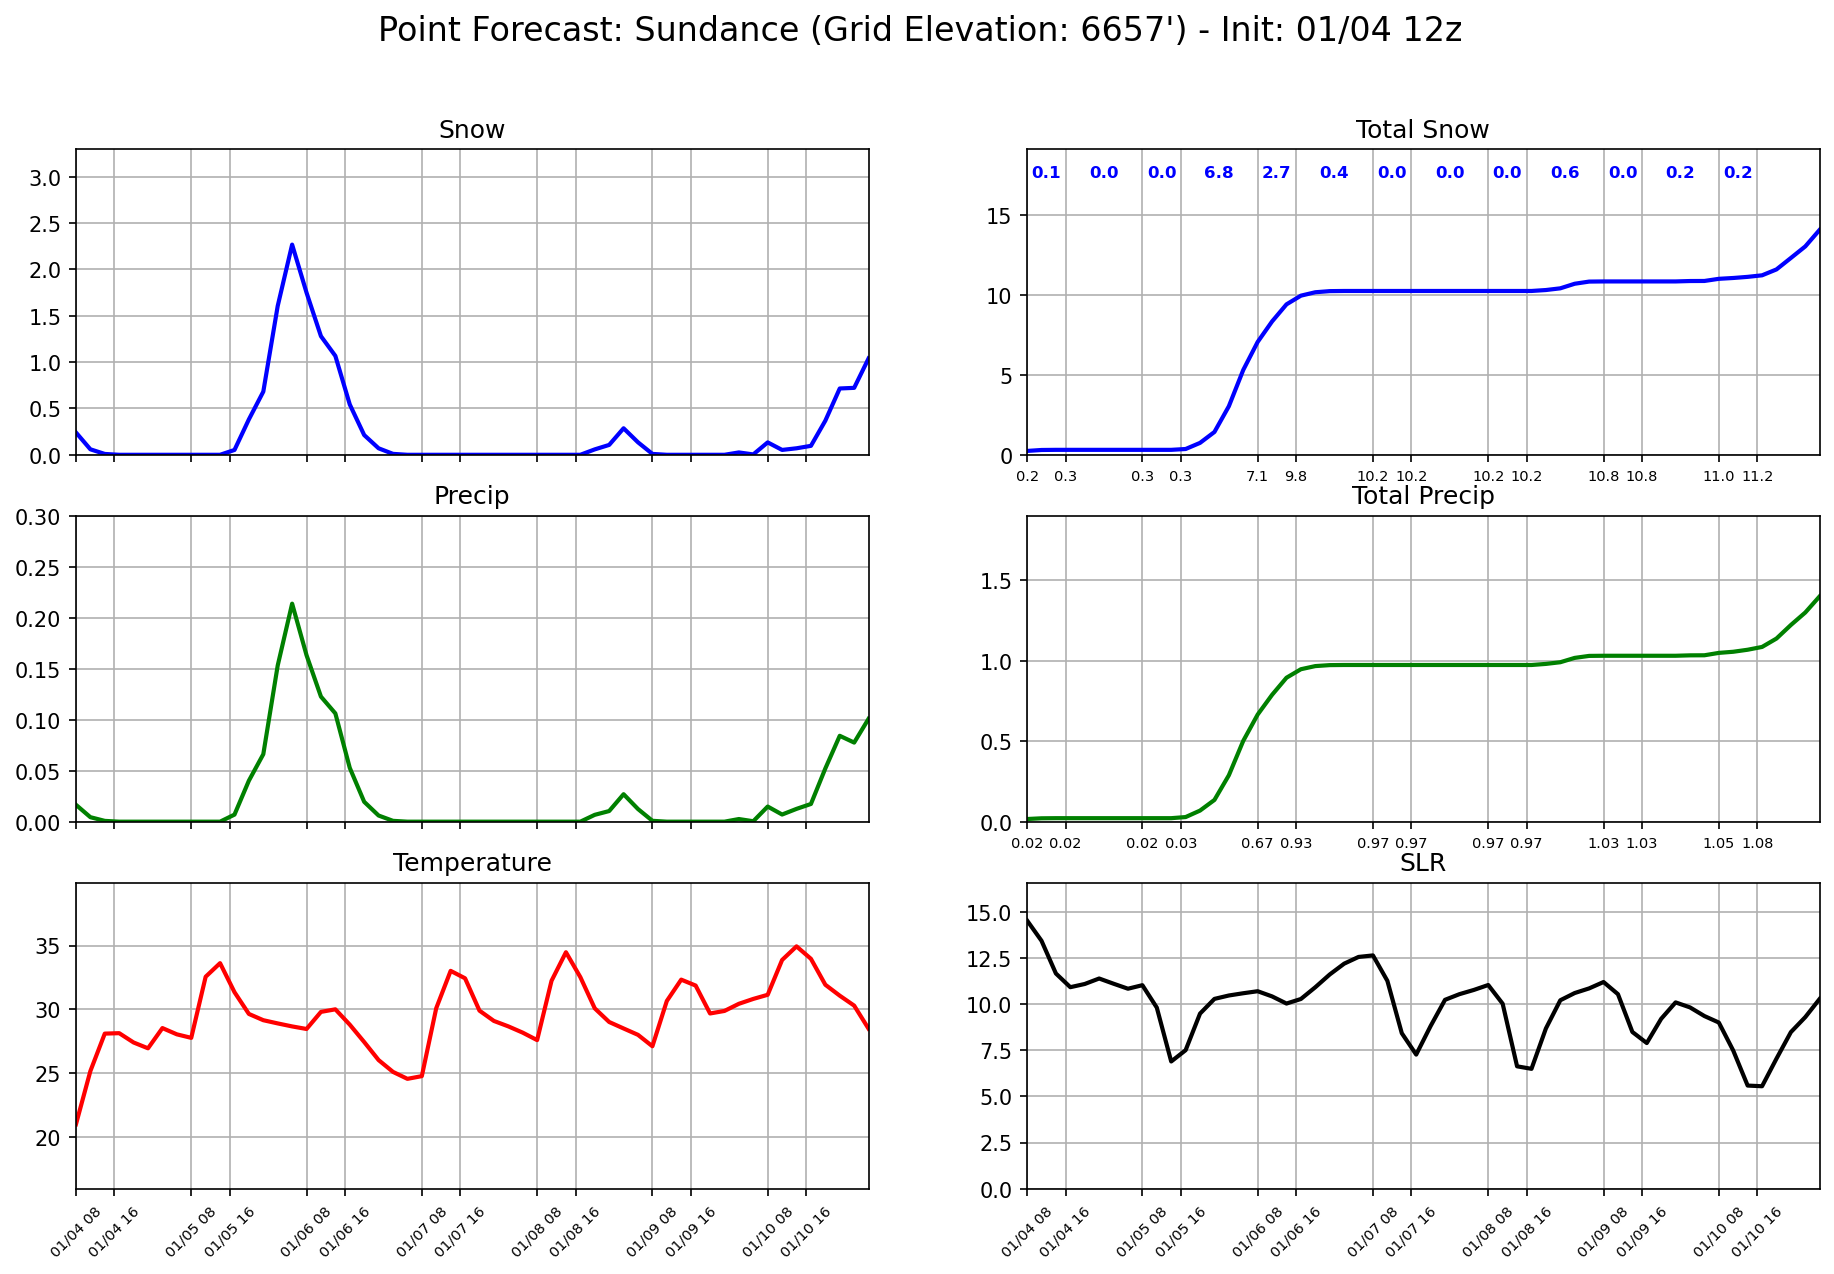 Point Forecast: Sundance (Grid Elevation: 6657') - Init: 01/04 12z
Snow
3.0
2.5
2.0
1.5
1.0
0.5
0.0
Total Snow
0.1 0.0 0.0 6.8 2.7 0.4 0.0 0.0 0.0 0.6 0.0 0.2 0.2
15
10
5
0
0.2 0.3 0.3 0.3 7.1 9.8 10.2 10.2 10.2 10.2 10.8 10.8 11.0 11.2
Precip
0.30
0.25
0.20
0.15
0.10
0.05
0.00
Total Precip
1.5
1.0
0.5
0.0
0.02 0.02 0.02 0.03 0.67 0.93 0.97 0.97 0.97 0.97 1.03 1.03 1.05 1.08
Temperature
35
30
25
20
01/04 08 01/04 16 01/05 08 01/05 16 01/06 08 01/06 16 01/07 08 01/07 16 01/08 08 01/08 16 01/09 08 01/09 16 01/10 08 01/10 16
SLR
15.0
12.5
10.0
7.5
5.0
2.5
0.0
01/04 08 01/04 16 01/05 08 01/05 16 01/06 08 01/06 16 01/07 08 01/07 16 01/08 08 01/08 16 01/09 08 01/09 16 01/10 08 01/10 16